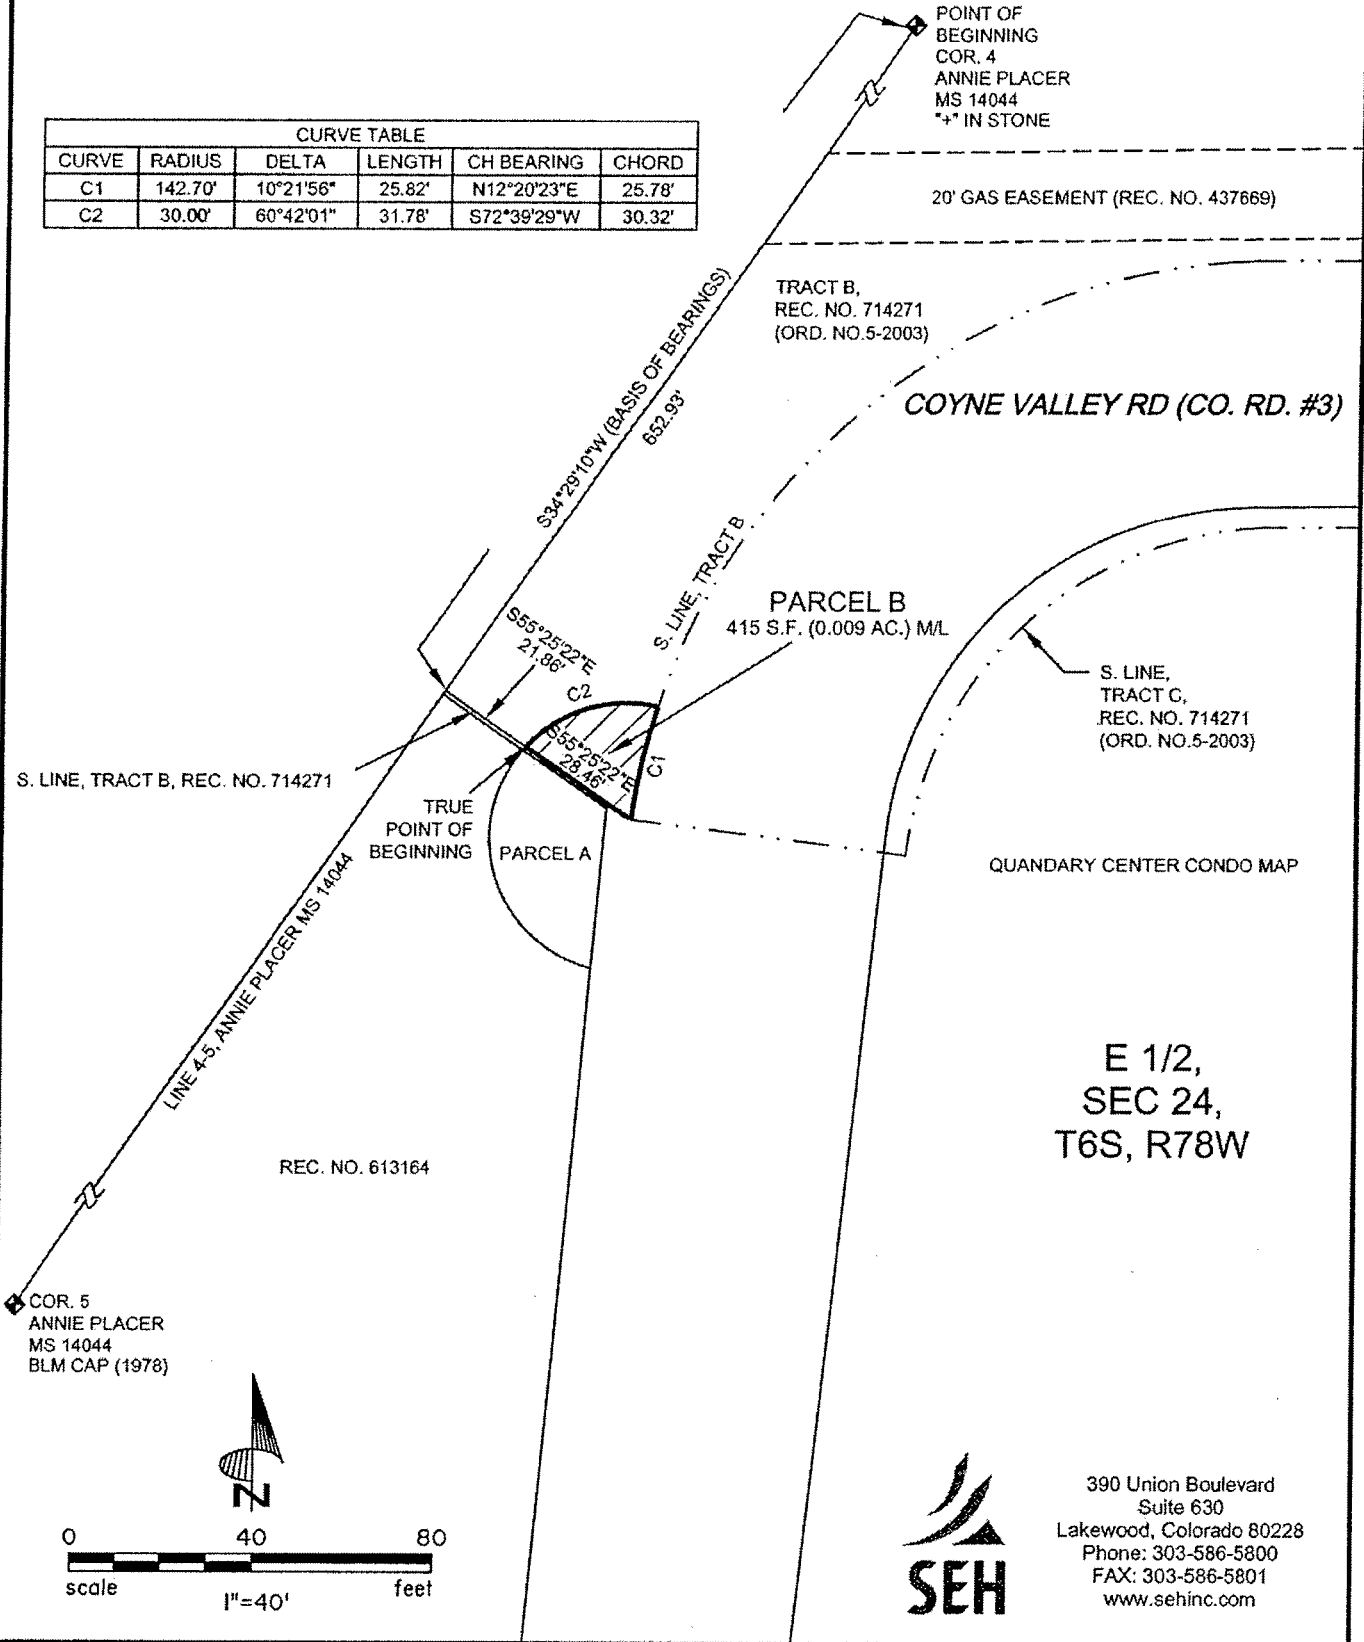 POINT OF
BEGINNING
COR. 4
ANNIE PLACER
MS 14044
"+" IN STONE
CURVE TABLE
CURVE RADIUS DELTA LENGTH CH BEARING CHORD
C1 142.70' 10°21'56" 25.82' N12°20'23"E 25.78'
C2 30.00' 60°42'01" 31.78' S72°39'29"W 30.32'
20' GAS EASEMENT (REC. NO. 437669)
TRACT B,
REC. NO. 714271
(ORD. NO.5-2003)
S34°29'10"W (BASIS OF BEARINGS)
652.93'
COYNE VALLEY RD (CO. RD. #3)
S. LINE, TRACT B
PARCEL B
415 S.F. (0.009 AC.) M/L
S55°25'22"E
21.86'
C2
S. LINE,
TRACT C,
REC. NO. 714271
(ORD. NO.5-2003)
S55°25'22"E
28.46'
C1
S. LINE, TRACT B, REC. NO. 714271
TRUE
POINT OF
BEGINNING
PARCEL A
QUANDARY CENTER CONDO MAP
LINE 4-5, ANNIE PLACER MS 14044
E 1/2,
SEC 24,
T6S, R78W
REC. NO. 613164
COR. 5
ANNIE PLACER
MS 14044
BLM CAP (1978)
N
0 40 80
scale feet
1"=40'
SEH
390 Union Boulevard
Suite 630
Lakewood, Colorado 80228
Phone: 303-586-5800
FAX: 303-586-5801
www.sehinc.com